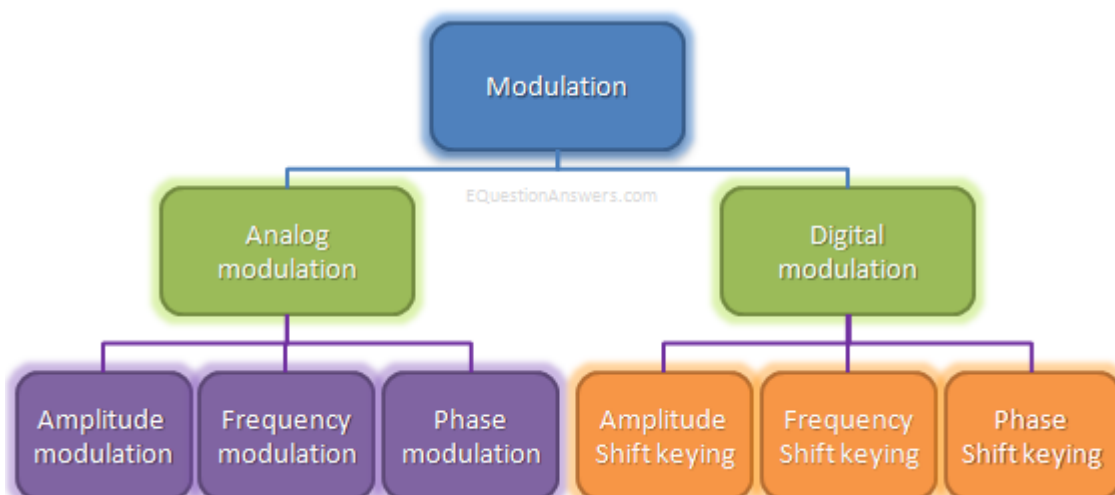 Modulation
EQuestionAnswers.com
Analog
modulation
Digital
modulation
Amplitude
modulation
Frequency
modulation
Phase
modulation
Amplitude
Shift keying
Frequency
Shift keying
Phase
Shift keying